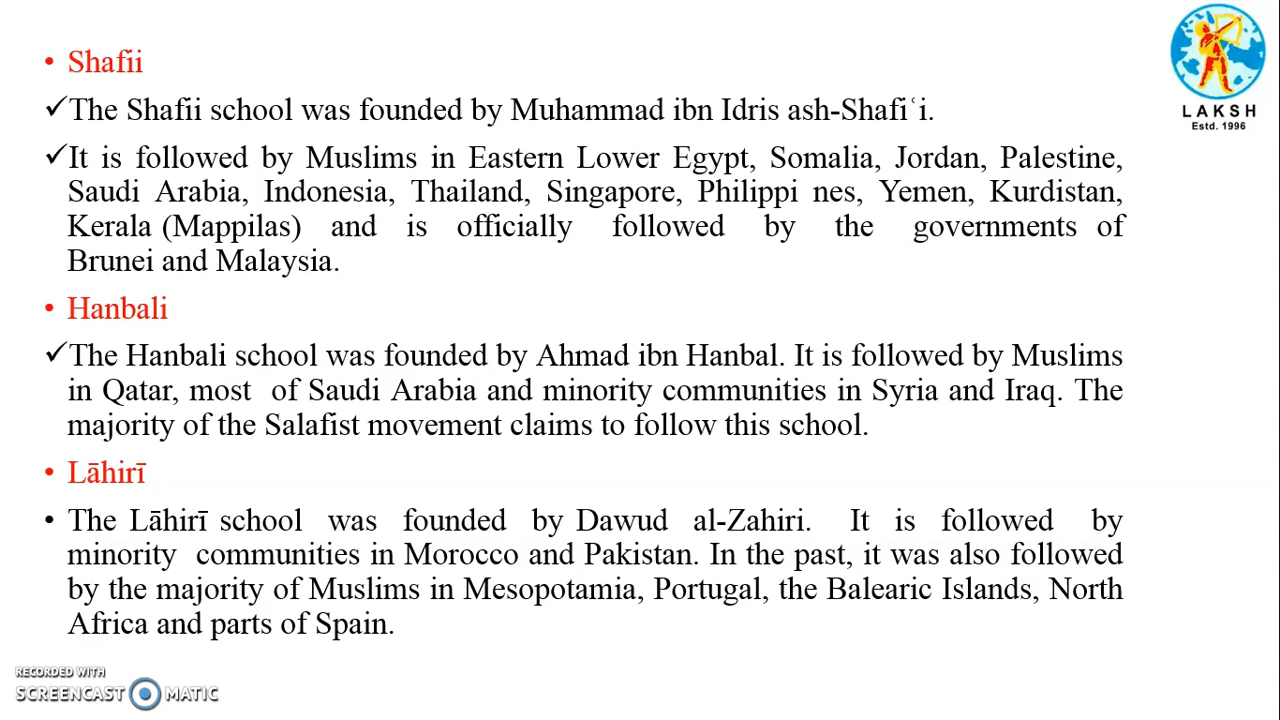 LAKSH
Estd. 1996
• Shafii
✓The Shafii school was founded by Muhammad ibn Idris ash-Shafiʿi.
✓It is followed by Muslims in Eastern Lower Egypt, Somalia, Jordan, Palestine,
Saudi Arabia, Indonesia, Thailand, Singapore, Philippi nes, Yemen, Kurdistan,
Kerala (Mappilas) and is officially followed by the governments of
Brunei and Malaysia.
• Hanbali
✓The Hanbali school was founded by Ahmad ibn Hanbal. It is followed by Muslims
in Qatar, most of Saudi Arabia and minority communities in Syria and Iraq. The
majority of the Salafist movement claims to follow this school.
• Lāhirī
• The Lāhirī school was founded by Dawud al-Zahiri. It is followed by
minority communities in Morocco and Pakistan. In the past, it was also followed
by the majority of Muslims in Mesopotamia, Portugal, the Balearic Islands, North
Africa and parts of Spain.
RECORDED WITH
SCREENCAST MATIC